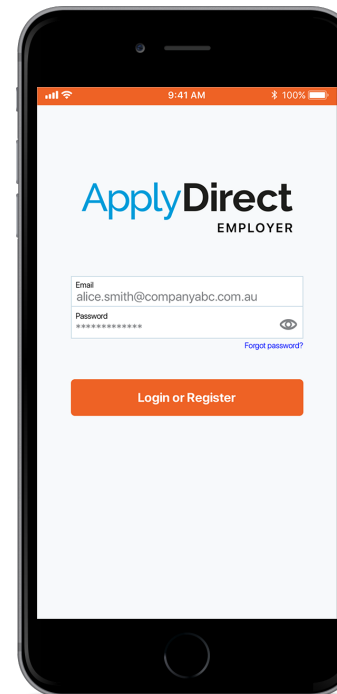 9:41 AM
100%
ApplyDirect
EMPLOYER
Email
alice.smith@companyabc.com.au
Password
*************
Forgot password?
Login or Register